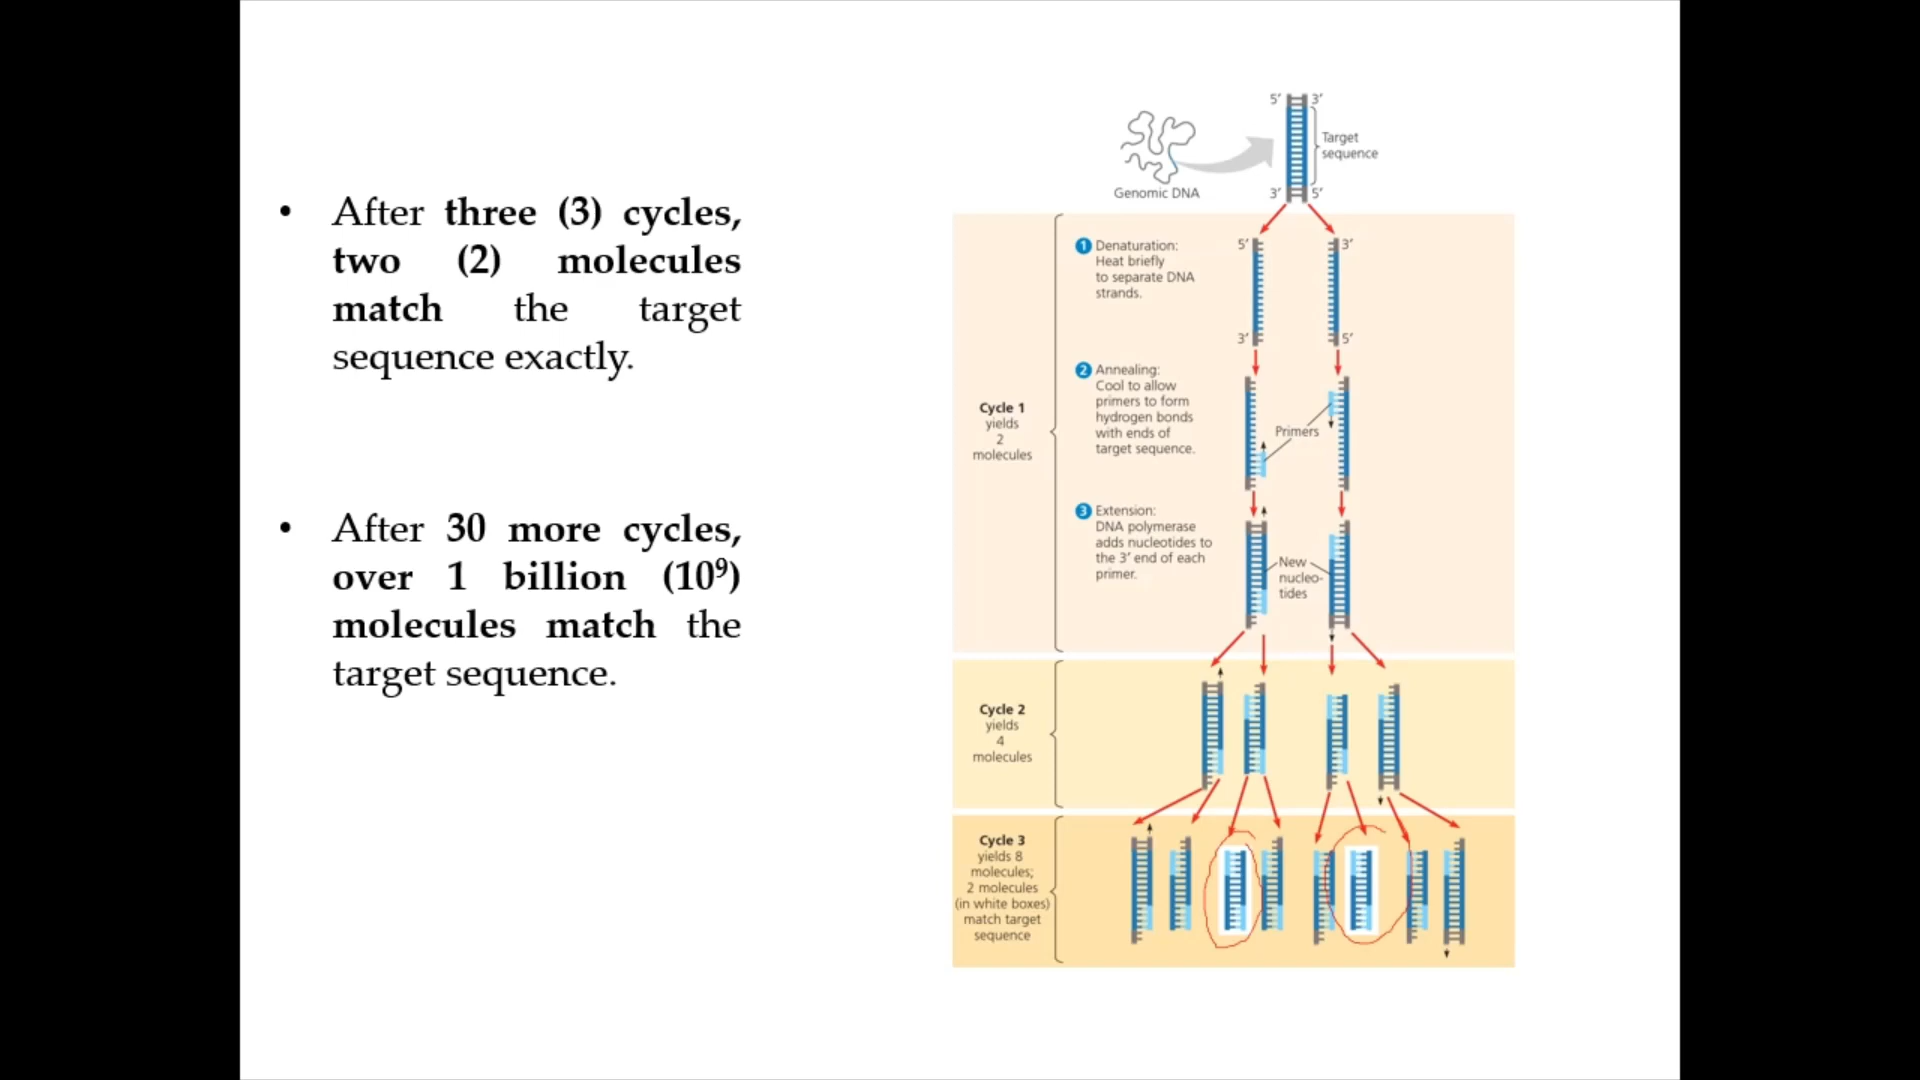 • After three (3) cycles,
two (2) molecules
match the target
sequence exactly.
• After 30 more cycles,
over 1 billion (10⁹)
molecules match the
target sequence.
5′ 3′
Target
sequence
Genomic DNA
3′ 5′
Cycle 1
yields
2
molecules
1 Denaturation:
Heat briefly
to separate DNA
strands.
5′ 3′
3′ 5′
2 Annealing:
Cool to allow
primers to form
hydrogen bonds
with ends of
target sequence.
Primers
3 Extension:
DNA polymerase
adds nucleotides to
the 3′ end of each
primer.
New
nucleo-
tides
Cycle 2
yields
4
molecules
Cycle 3
yields 8
molecules;
2 molecules
(in white boxes)
match target
sequence